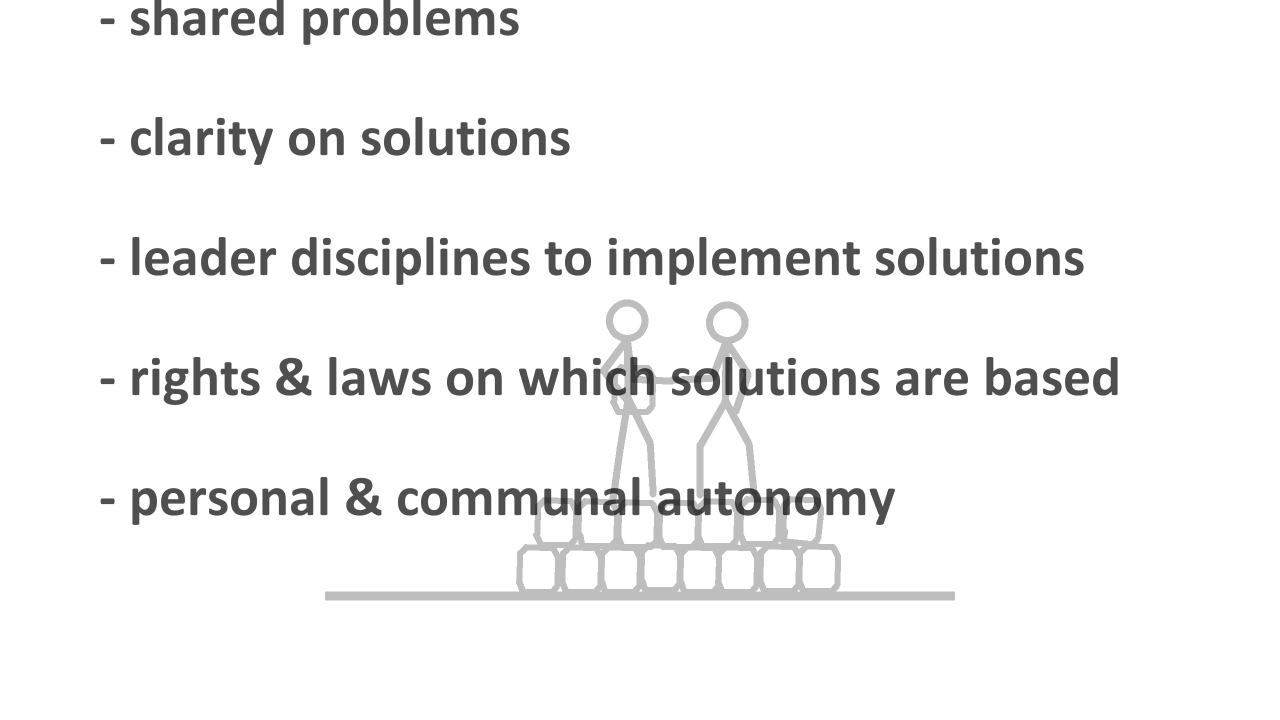 - shared problems
- clarity on solutions
- leader disciplines to implement solutions
- rights & laws on which solutions are based
- personal & communal autonomy